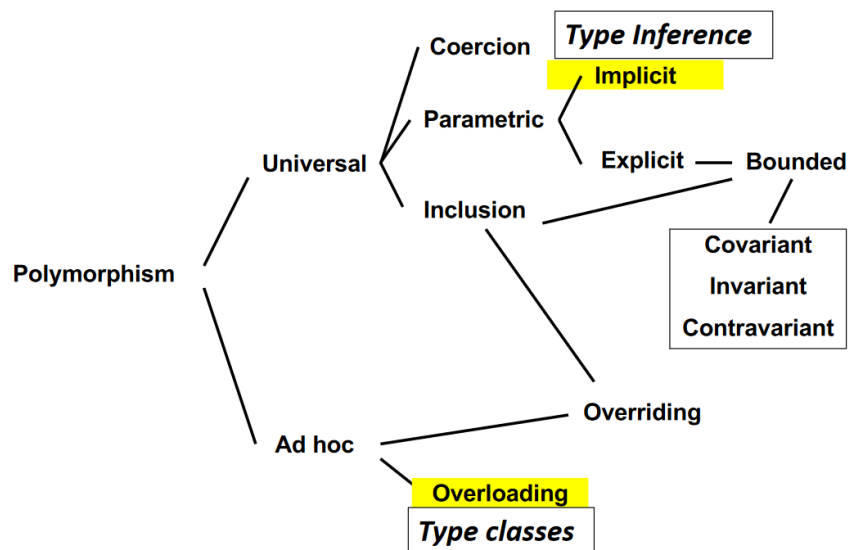 Type Inference
Coercion
Implicit
Parametric
Universal
Explicit
Bounded
Inclusion
Covariant
Polymorphism
Invariant
Contravariant
Overriding
Ad hoc
Overloading
Type classes